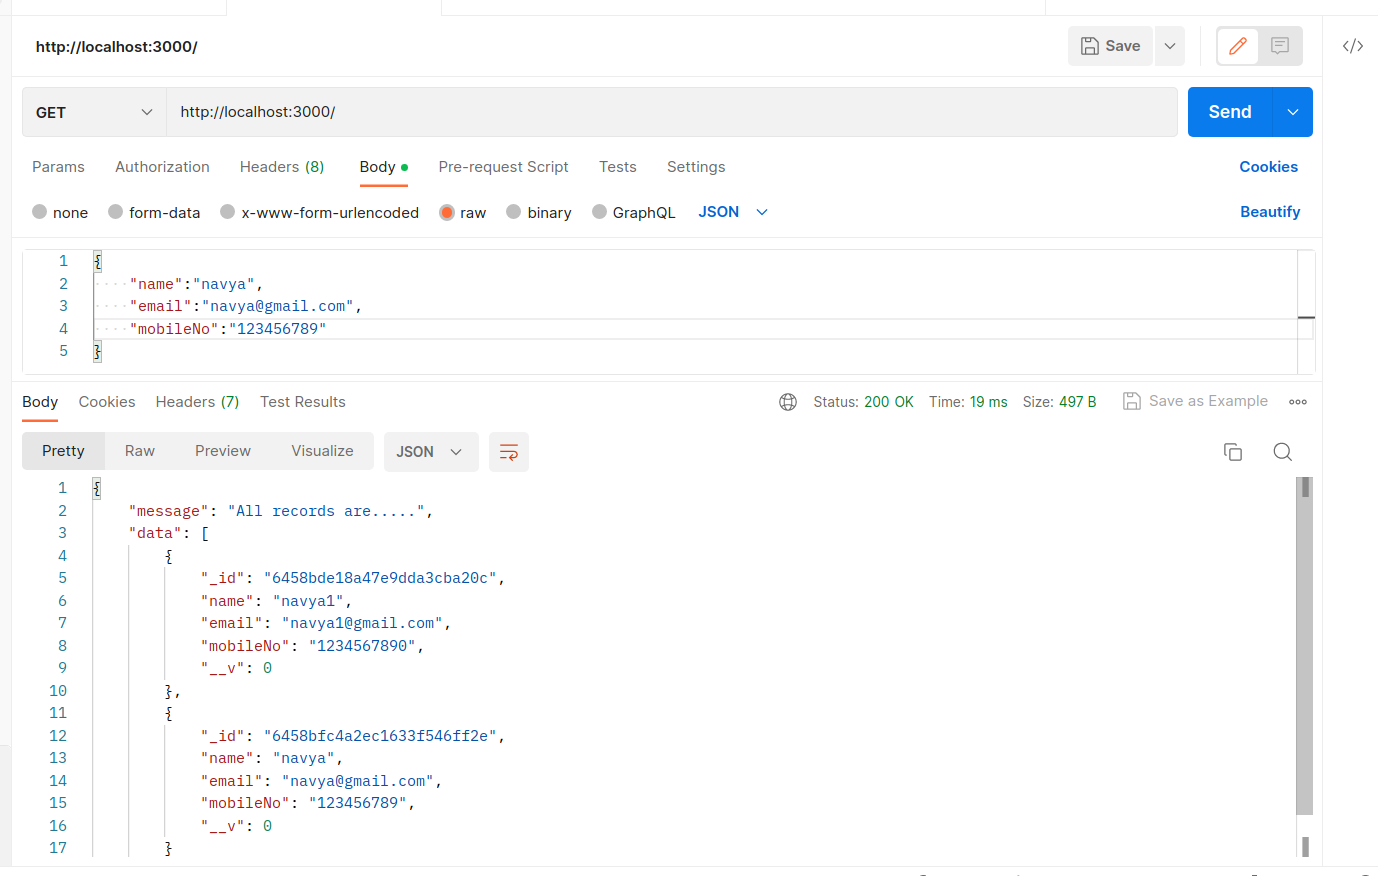 http://localhost:3000/
Save
GET
http://localhost:3000/
Send
Params Authorization Headers (8) Body Pre-request Script Tests Settings Cookies
none form-data x-www-form-urlencoded raw binary GraphQL JSON Beautify
1 {
2 "name":"navya",
3 "email":"navya@gmail.com",
4 "mobileNo":"123456789"
5 }
Body Cookies Headers (7) Test Results Status: 200 OK Time: 19 ms Size: 497 B Save as Example
Pretty Raw Preview Visualize JSON
1 {
2 "message": "All records are.....",
3 "data": [
4 {
5 "_id": "6458bde18a47e9dda3cba20c",
6 "name": "navya1",
7 "email": "navya1@gmail.com",
8 "mobileNo": "1234567890",
9 "__v": 0
10 },
11 {
12 "_id": "6458bfc4a2ec1633f546ff2e",
13 "name": "navya",
14 "email": "navya@gmail.com",
15 "mobileNo": "123456789",
16 "__v": 0
17 }